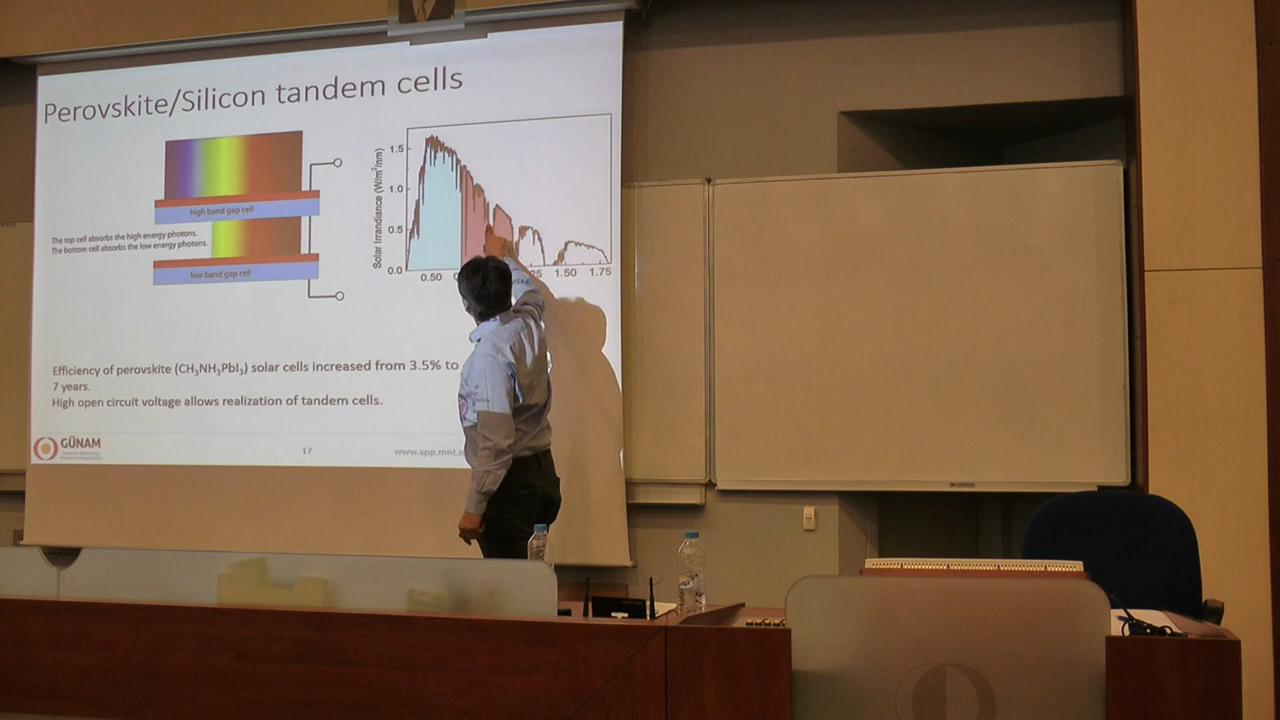 Perovskite/Silicon tandem cells
high band gap cell
The top cell absorbs the high energy photons.
The bottom cell absorbs the low energy photons.
low band gap cell
Solar Irrandiance (W/m²/nm)
1.5
1.0
0.5
0.0
0.50
25 1.50 1.75
Efficiency of perovskite (CH₃NH₃PbI₃) solar cells increased from 3.5% to
7 years.
High open circuit voltage allows realization of tandem cells.
GÜNAM
17
www.app.mnt.